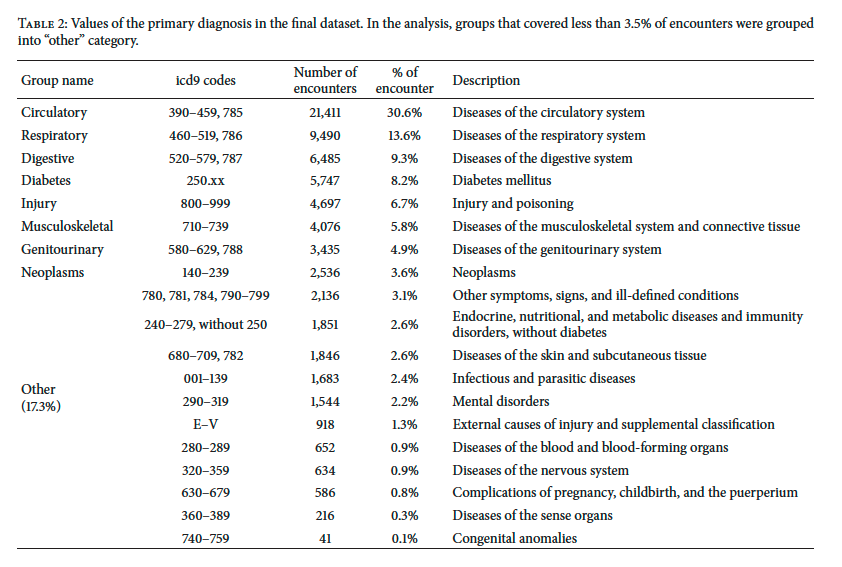 TABLE 2: Values of the primary diagnosis in the final dataset. In the analysis, groups that covered less than 3.5% of encounters were grouped
into “other” category.
Group name icd9 codes Number of encounters % of encounter Description
Circulatory 390–459, 785 21,411 30.6% Diseases of the circulatory system
Respiratory 460–519, 786 9,490 13.6% Diseases of the respiratory system
Digestive 520–579, 787 6,485 9.3% Diseases of the digestive system
Diabetes 250.xx 5,747 8.2% Diabetes mellitus
Injury 800–999 4,697 6.7% Injury and poisoning
Musculoskeletal 710–739 4,076 5.8% Diseases of the musculoskeletal system and connective tissue
Genitourinary 580–629, 788 3,435 4.9% Diseases of the genitourinary system
Neoplasms 140–239 2,536 3.6% Neoplasms
780, 781, 784, 790–799 2,136 3.1% Other symptoms, signs, and ill-defined conditions
240–279, without 250 1,851 2.6% Endocrine, nutritional, and metabolic diseases and immunity
disorders, without diabetes
680–709, 782 1,846 2.6% Diseases of the skin and subcutaneous tissue
Other
(17.3%)
001–139 1,683 2.4% Infectious and parasitic diseases
290–319 1,544 2.2% Mental disorders
E–V 918 1.3% External causes of injury and supplemental classification
280–289 652 0.9% Diseases of the blood and blood-forming organs
320–359 634 0.9% Diseases of the nervous system
630–679 586 0.8% Complications of pregnancy, childbirth, and the puerperium
360–389 216 0.3% Diseases of the sense organs
740–759 41 0.1% Congenital anomalies